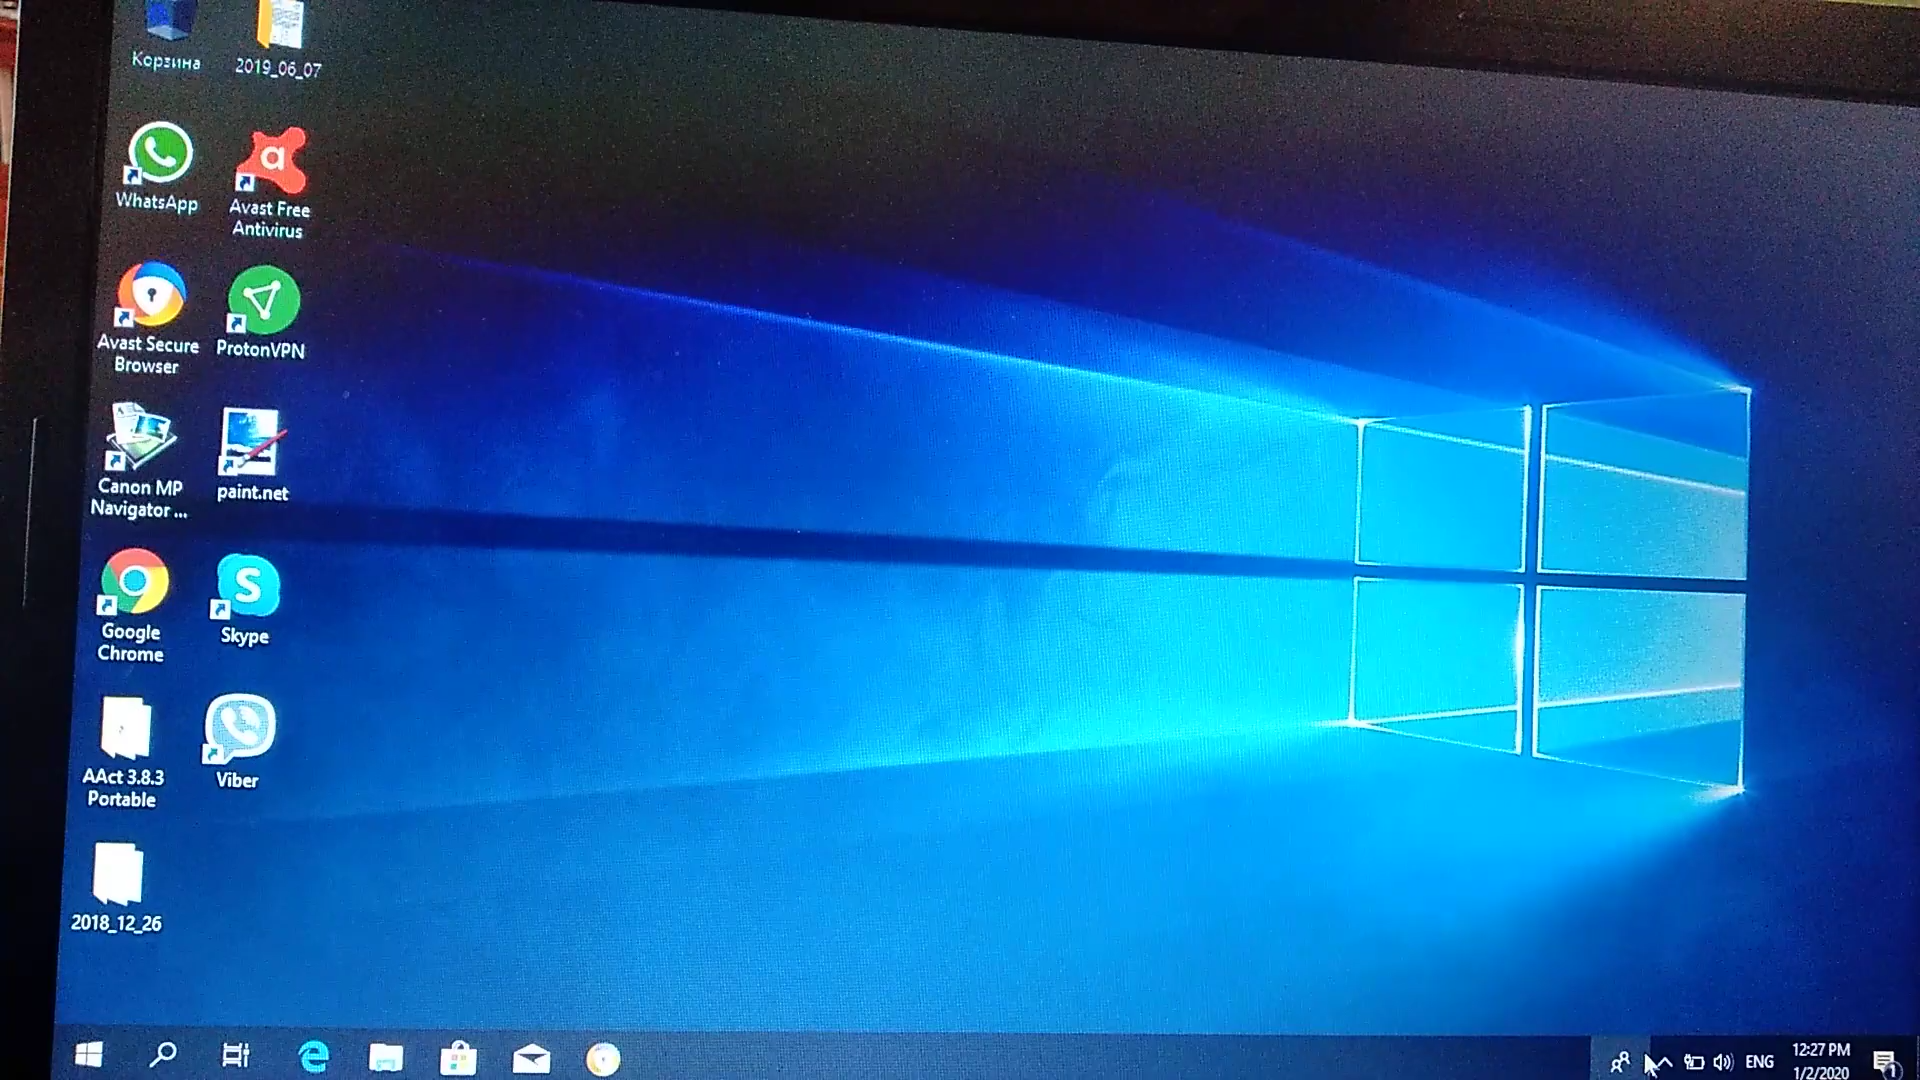 Корзина
2019_06_07
WhatsApp
Avast Free
Antivirus
Avast Secure
Browser
ProtonVPN
Canon MP
Navigator ...
paint.net
Google
Chrome
Skype
AAct 3.8.3
Portable
Viber
2018_12_26
ENG
12:27 PM
1/2/2020
1